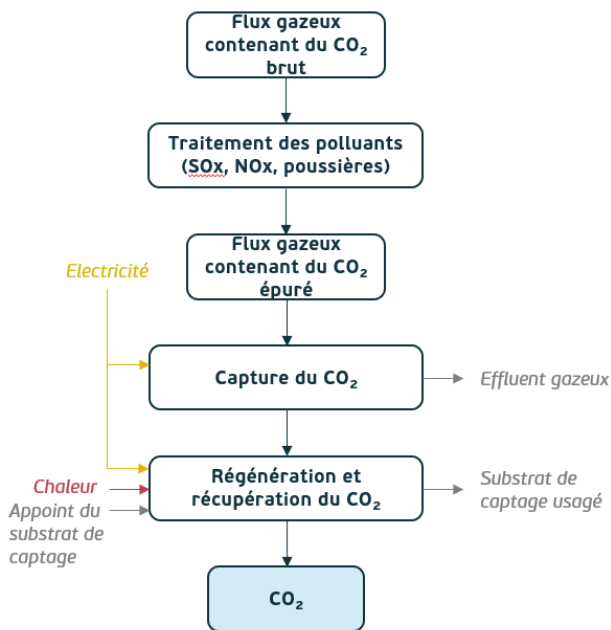 Flux gazeux
contenant du CO₂
brut
Traitement des polluants
(SOx, NOx, poussières)
Flux gazeux
contenant du CO₂
épuré
Electricité
Capture du CO₂
Effluent gazeux
Régénération et
récupération du CO₂
Chaleur
Appoint du
substrat de
captage
Substrat de
captage usagé
CO₂